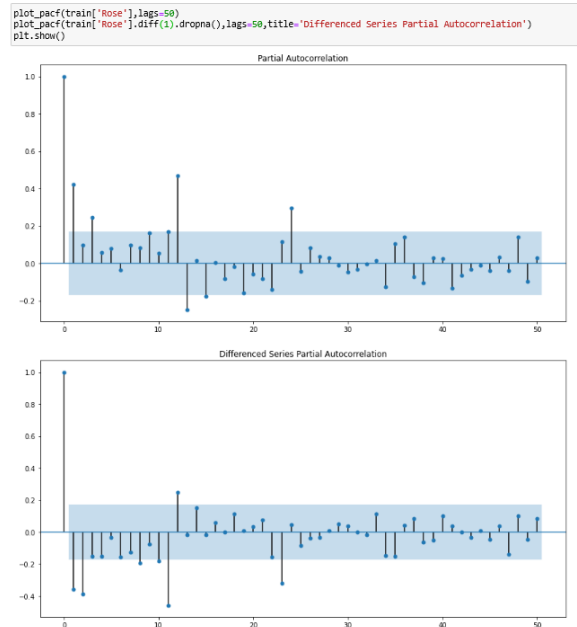 plot_pacf(train['Rose'],lags=50)
plot_pacf(train['Rose'].diff(1).dropna(),lags=50,title='Differenced Series Partial Autocorrelation')
plt.show()
Partial Autocorrelation
1.0
0.8
0.6
0.4
0.2
0.0
−0.2
0 10 20 30 40 50
Differenced Series Partial Autocorrelation
1.0
0.8
0.6
0.4
0.2
0.0
−0.2
−0.4
0 10 20 30 40 50